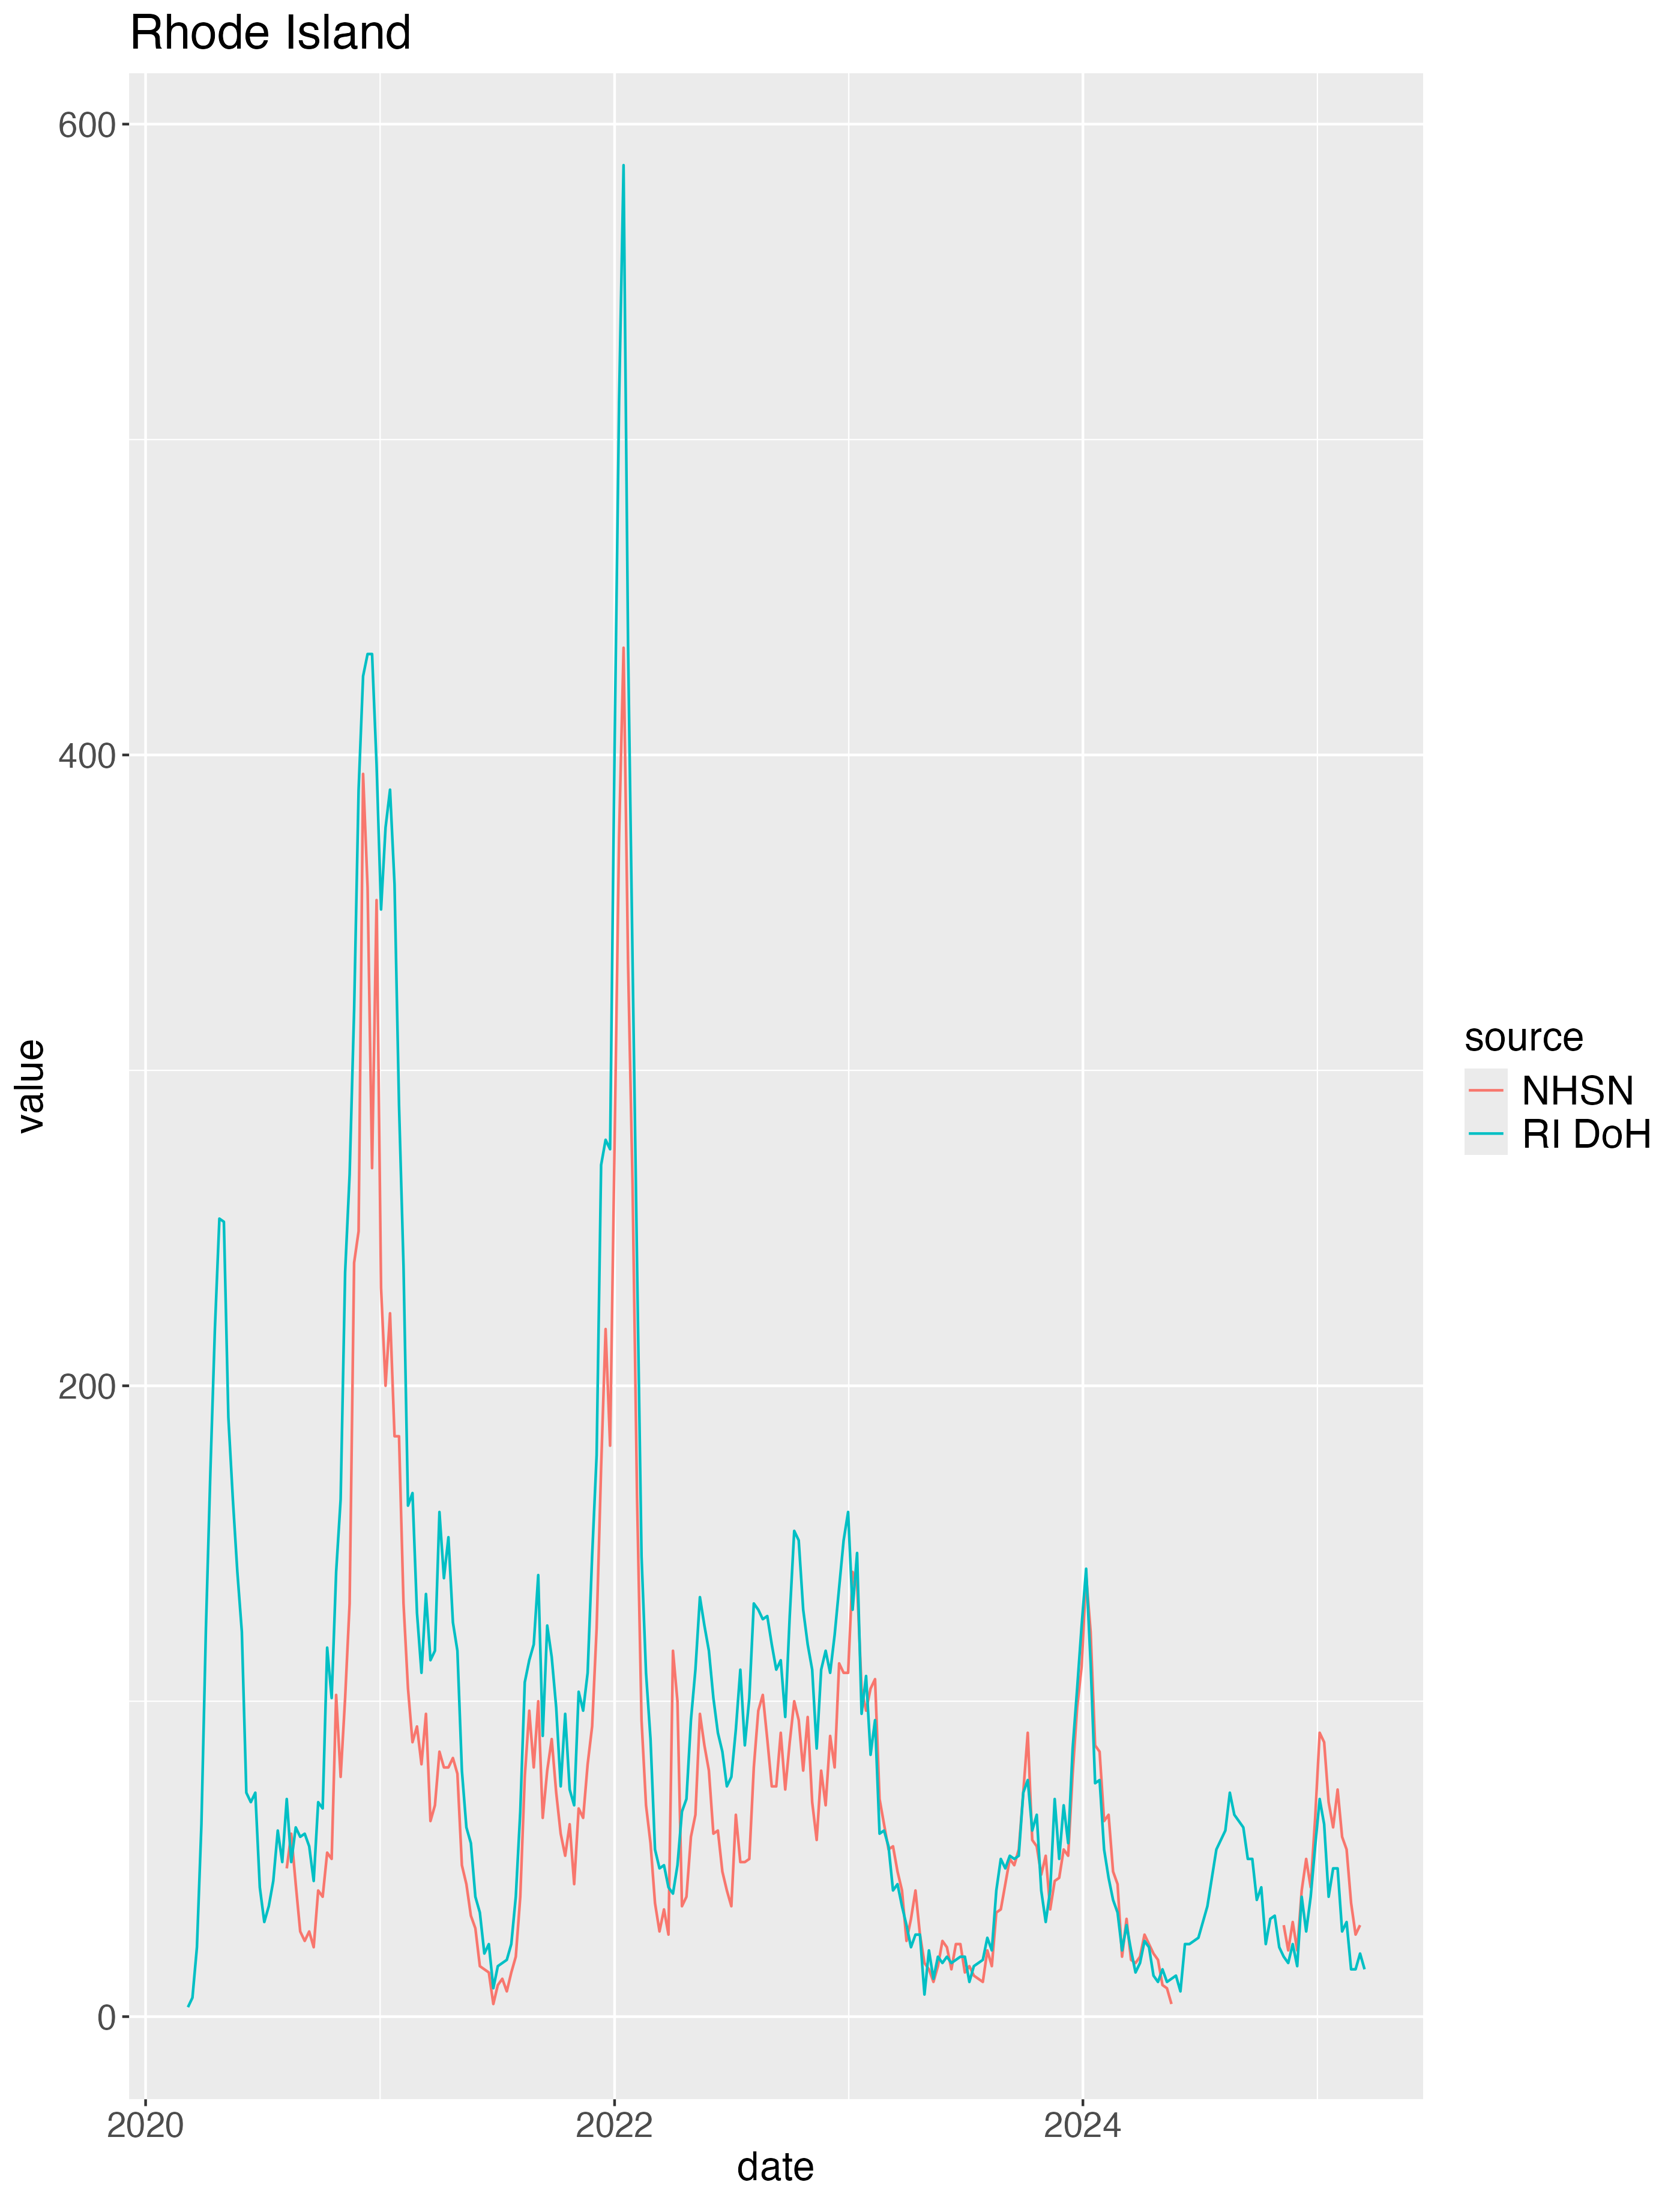 Rhode Island
600
400
200
0
value
2020 2022 2024
date
source
NHSN
RI DoH